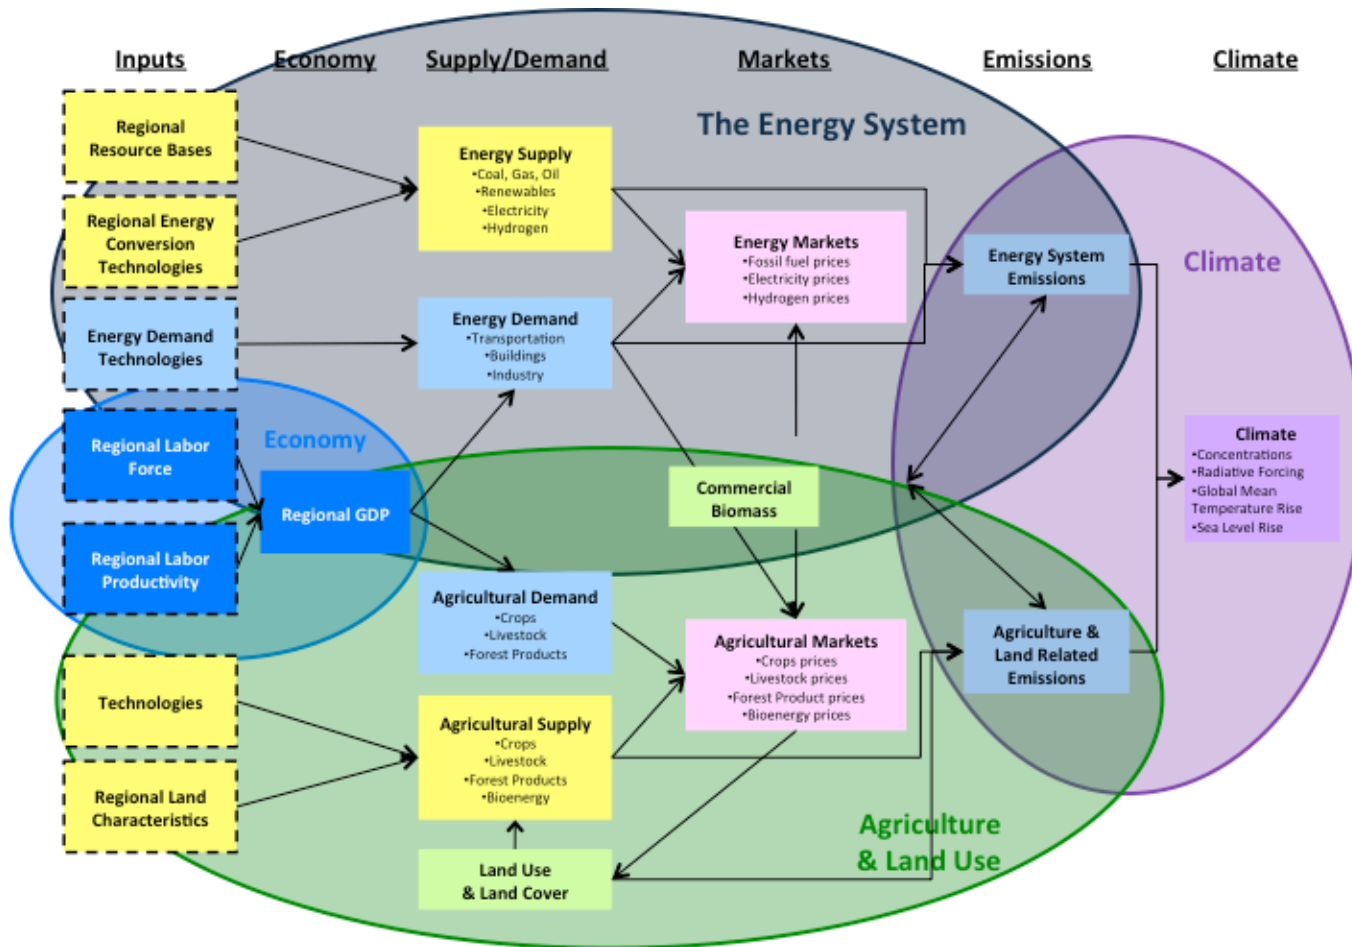 Inputs
Economy
Supply/Demand
Markets
Emissions
Climate
The Energy System
Regional
Resource Bases
Regional Energy
Conversion
Technologies
Energy Demand
Technologies
Regional Labor
Force
Regional Labor
Productivity
Technologies
Regional Land
Characteristics
Economy
Regional GDP
Energy Supply
•Coal, Gas, Oil
•Renewables
•Electricity
•Hydrogen
Energy Demand
•Transportation
•Buildings
•Industry
Agricultural Demand
•Crops
•Livestock
•Forest Products
Agricultural Supply
•Crops
•Livestock
•Forest Products
•Bioenergy
Land Use
& Land Cover
Energy Markets
•Fossil fuel prices
•Electricity prices
•Hydrogen prices
Commercial
Biomass
Agricultural Markets
•Crops prices
•Livestock prices
•Forest Product prices
•Bioenergy prices
Energy System
Emissions
Agriculture &
Land Related
Emissions
Agriculture
& Land Use
Climate
Climate
•Concentrations
•Radiative Forcing
•Global Mean
Temperature Rise
•Sea Level Rise